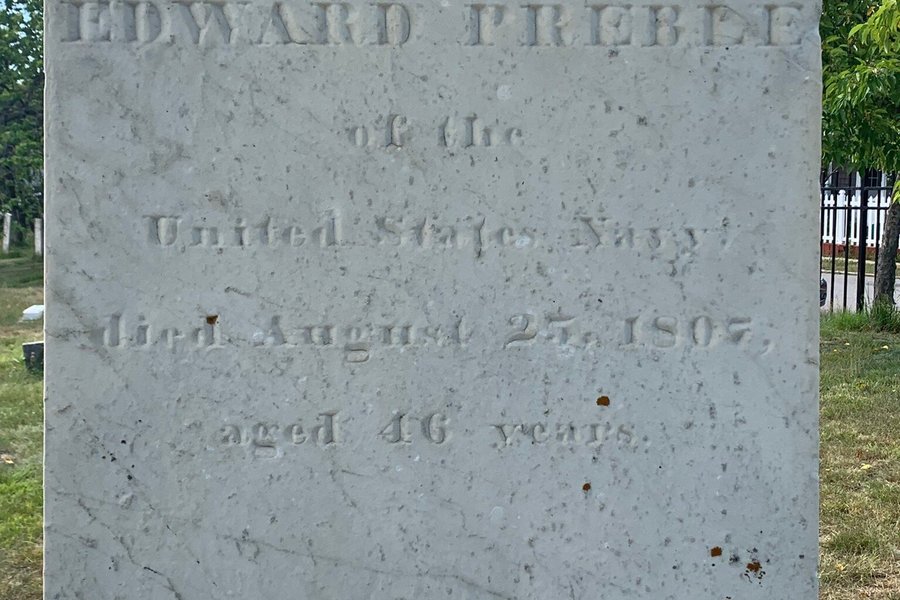 EDWARD PREBLE
of the
United States Navy;
died August 25, 1807,
aged 46 years.